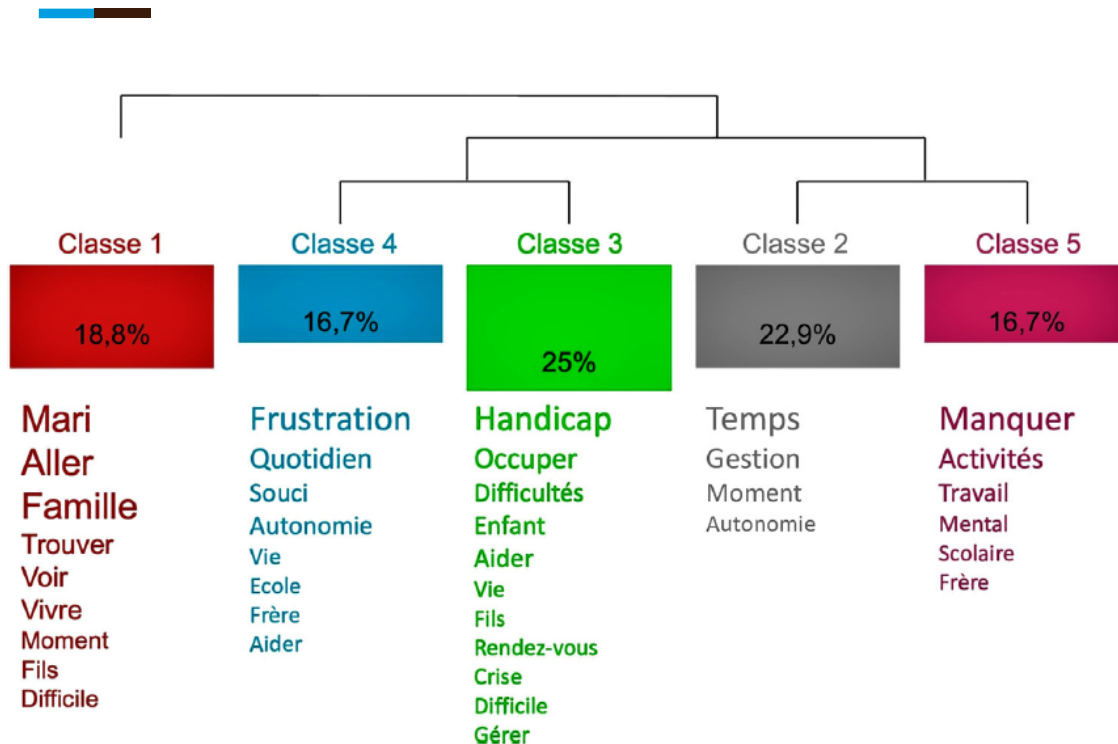 Classe 1
18,8%
Mari
Aller
Famille
Trouver
Voir
Vivre
Moment
Fils
Difficile
Classe 4
16,7%
Frustration
Quotidien
Souci
Autonomie
Vie
Ecole
Frère
Aider
Classe 3
25%
Handicap
Occuper
Difficultés
Enfant
Aider
Vie
Fils
Rendez-vous
Crise
Difficile
Gérer
Classe 2
22,9%
Temps
Gestion
Moment
Autonomie
Classe 5
16,7%
Manquer
Activités
Travail
Mental
Scolaire
Frère